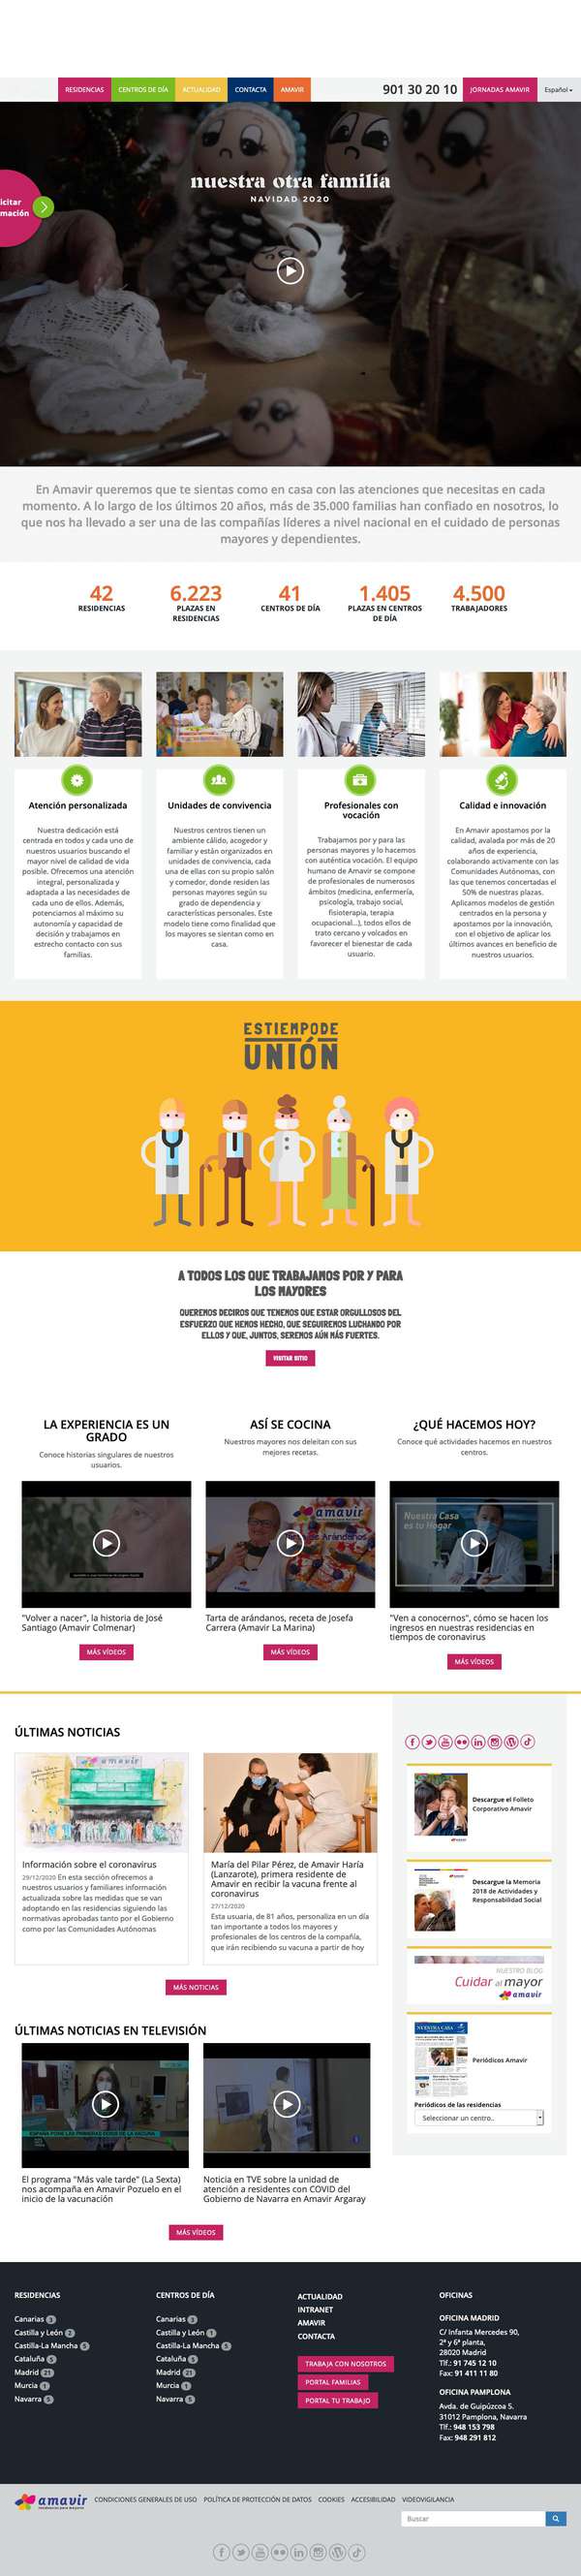 RESIDENCIAS
CENTROS DE DÍA
ACTUALIDAD
CONTACTA
AMAVIR
901 30 20 10
JORNADAS AMAVIR
Español
icitar
mación
nuestra otra familia
NAVIDAD 2020
En Amavir queremos que te sientas como en casa con las atenciones que necesitas en cada
momento. A lo largo de los últimos 20 años, más de 35.000 familias han confiado en nosotros, lo
que nos ha llevado a ser una de las compañías líderes a nivel nacional en el cuidado de personas
mayores y dependientes.
42
RESIDENCIAS
6.223
PLAZAS EN
RESIDENCIAS
41
CENTROS DE DÍA
1.405
PLAZAS EN CENTROS
DE DÍA
4.500
TRABAJADORES
Atención personalizada
Nuestra dedicación está
centrada en todos y cada uno de
nuestros usuarios buscando el
mayor nivel de calidad de vida
posible. Ofrecemos una atención
integral, personalizada y
adaptada a las necesidades de
cada uno de ellos. Además,
potenciamos al máximo su
autonomía y capacidad de
decisión y trabajamos en
estrecho contacto con sus
familias.
Unidades de convivencia
Nuestros centros tienen un
ambiente cálido, acogedor y
familiar y están organizados en
unidades de convivencia, cada
una de ellas con su propio salón
y comedor, donde residen las
personas mayores según su
grado de dependencia y
características personales. Este
modelo tiene como finalidad que
los mayores se sientan como en
casa.
Profesionales con
vocación
Trabajamos por y para las
personas mayores y lo hacemos
con auténtica vocación. El equipo
humano de Amavir se compone
de profesionales de numerosos
ámbitos (medicina, enfermería,
psicología, trabajo social,
fisioterapia, terapia
ocupacional...), todos ellos de
trato cercano y volcados en
favorecer el bienestar de cada
usuario.
Calidad e innovación
En Amavir apostamos por la
calidad, avalada por más de 20
años de experiencia,
colaborando activamente con las
Comunidades Autónomas, con
las que tenemos concertadas el
50% de nuestras plazas.
Aplicamos modelos de gestión
centrados en la persona y
apostamos por la innovación,
con el objetivo de aplicar los
últimos avances en beneficio de
nuestros usuarios.
ESTIEMPODE
UNIÓN
A TODOS LOS QUE TRABAJAMOS POR Y PARA
LOS MAYORES
QUEREMOS DECIROS QUE TENEMOS QUE ESTAR ORGULLOSOS DEL
ESFUERZO QUE HEMOS HECHO, QUE SEGUIREMOS LUCHANDO POR
ELLOS Y QUE, JUNTOS, SEREMOS AÚN MÁS FUERTES.
VISITAR SITIO
LA EXPERIENCIA ES UN
GRADO
Conoce historias singulares de nuestros
usuarios.
"Volver a nacer", la historia de José
Santiago (Amavir Colmenar)
MÁS VÍDEOS
ASÍ SE COCINA
Nuestros mayores nos deleitan con sus
mejores recetas.
amavir
Arándanos
Tarta de arándanos, receta de Josefa
Carrera (Amavir La Marina)
MÁS VÍDEOS
¿QUÉ HACEMOS HOY?
Conoce qué actividades hacemos en nuestros
centros.
Nuestra Casa
es tu Hogar
"Ven a conocernos", cómo se hacen los
ingresos en nuestras residencias en
tiempos de coronavirus
MÁS VÍDEOS
ÚLTIMAS NOTICIAS
amavir
Información sobre el coronavirus
29/12/2020 En esta sección ofrecemos a
nuestros usuarios y familiares información
actualizada sobre las medidas que se van
adoptando en las residencias siguiendo las
normativas aprobadas tanto por el Gobierno
como por las Comunidades Autónomas
María del Pilar Pérez, de Amavir Haría
(Lanzarote), primera residente de
Amavir en recibir la vacuna frente al
coronavirus
27/12/2020
Esta usuaria, de 81 años, personaliza en un día
tan importante a todos los mayores y
profesionales de los centros de la compañía,
que irán recibiendo su vacuna a partir de hoy
MÁS NOTICIAS
Descargue el Folleto
Corporativo Amavir
Descargue la Memoria
2018 de Actividades y
Responsabilidad Social
NUESTRO BLOG
Cuidar al mayor
amavir
NUESTRA CASA
Periódicos Amavir
Periódicos de las residencias
Seleccionar un centro..
ÚLTIMAS NOTICIAS EN TELEVISIÓN
ESPAÑA PONE LAS PRIMERAS DOSIS DE LA VACUNA
El programa "Más vale tarde" (La Sexta)
nos acompaña en Amavir Pozuelo en el
inicio de la vacunación
Noticia en TVE sobre la unidad de
atención a residentes con COVID del
Gobierno de Navarra en Amavir Argaray
MÁS VÍDEOS
RESIDENCIAS
Canarias 3
Castilla y León 2
Castilla-La Mancha 5
Cataluña 5
Madrid 21
Murcia 1
Navarra 5
CENTROS DE DÍA
Canarias 3
Castilla y León 1
Castilla-La Mancha 5
Cataluña 5
Madrid 21
Murcia 1
Navarra 5
ACTUALIDAD
INTRANET
AMAVIR
CONTACTA
TRABAJA CON NOSOTROS
PORTAL FAMILIAS
PORTAL TU TRABAJO
OFICINAS
OFICINA MADRID
C/ Infanta Mercedes 90,
2ª y 6ª planta,
28020 Madrid
Tlf.: 91 745 12 10
Fax: 91 411 11 80
OFICINA PAMPLONA
Avda. de Guipúzcoa 5.
31012 Pamplona, Navarra
Tlf.: 948 153 798
Fax: 948 291 812
amavir
CONDICIONES GENERALES DE USO
POLÍTICA DE PROTECCIÓN DE DATOS
COOKIES
ACCESIBILIDAD
VIDEOVIGILANCIA
Buscar